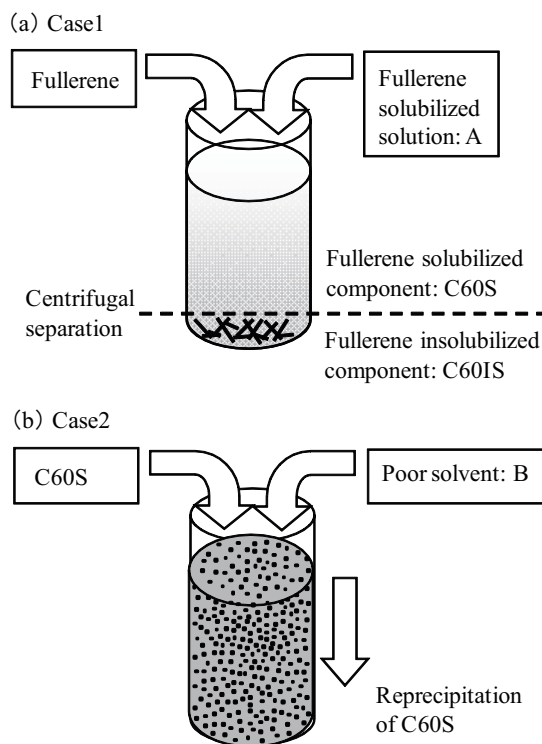 (a) Case1
Fullerene
Fullerene
solubilized
solution: A
Fullerene solubilized
component: C60S
Centrifugal
separation
Fullerene insolubilized
component: C60IS
(b) Case2
C60S
Poor solvent: B
Reprecipitation
of C60S